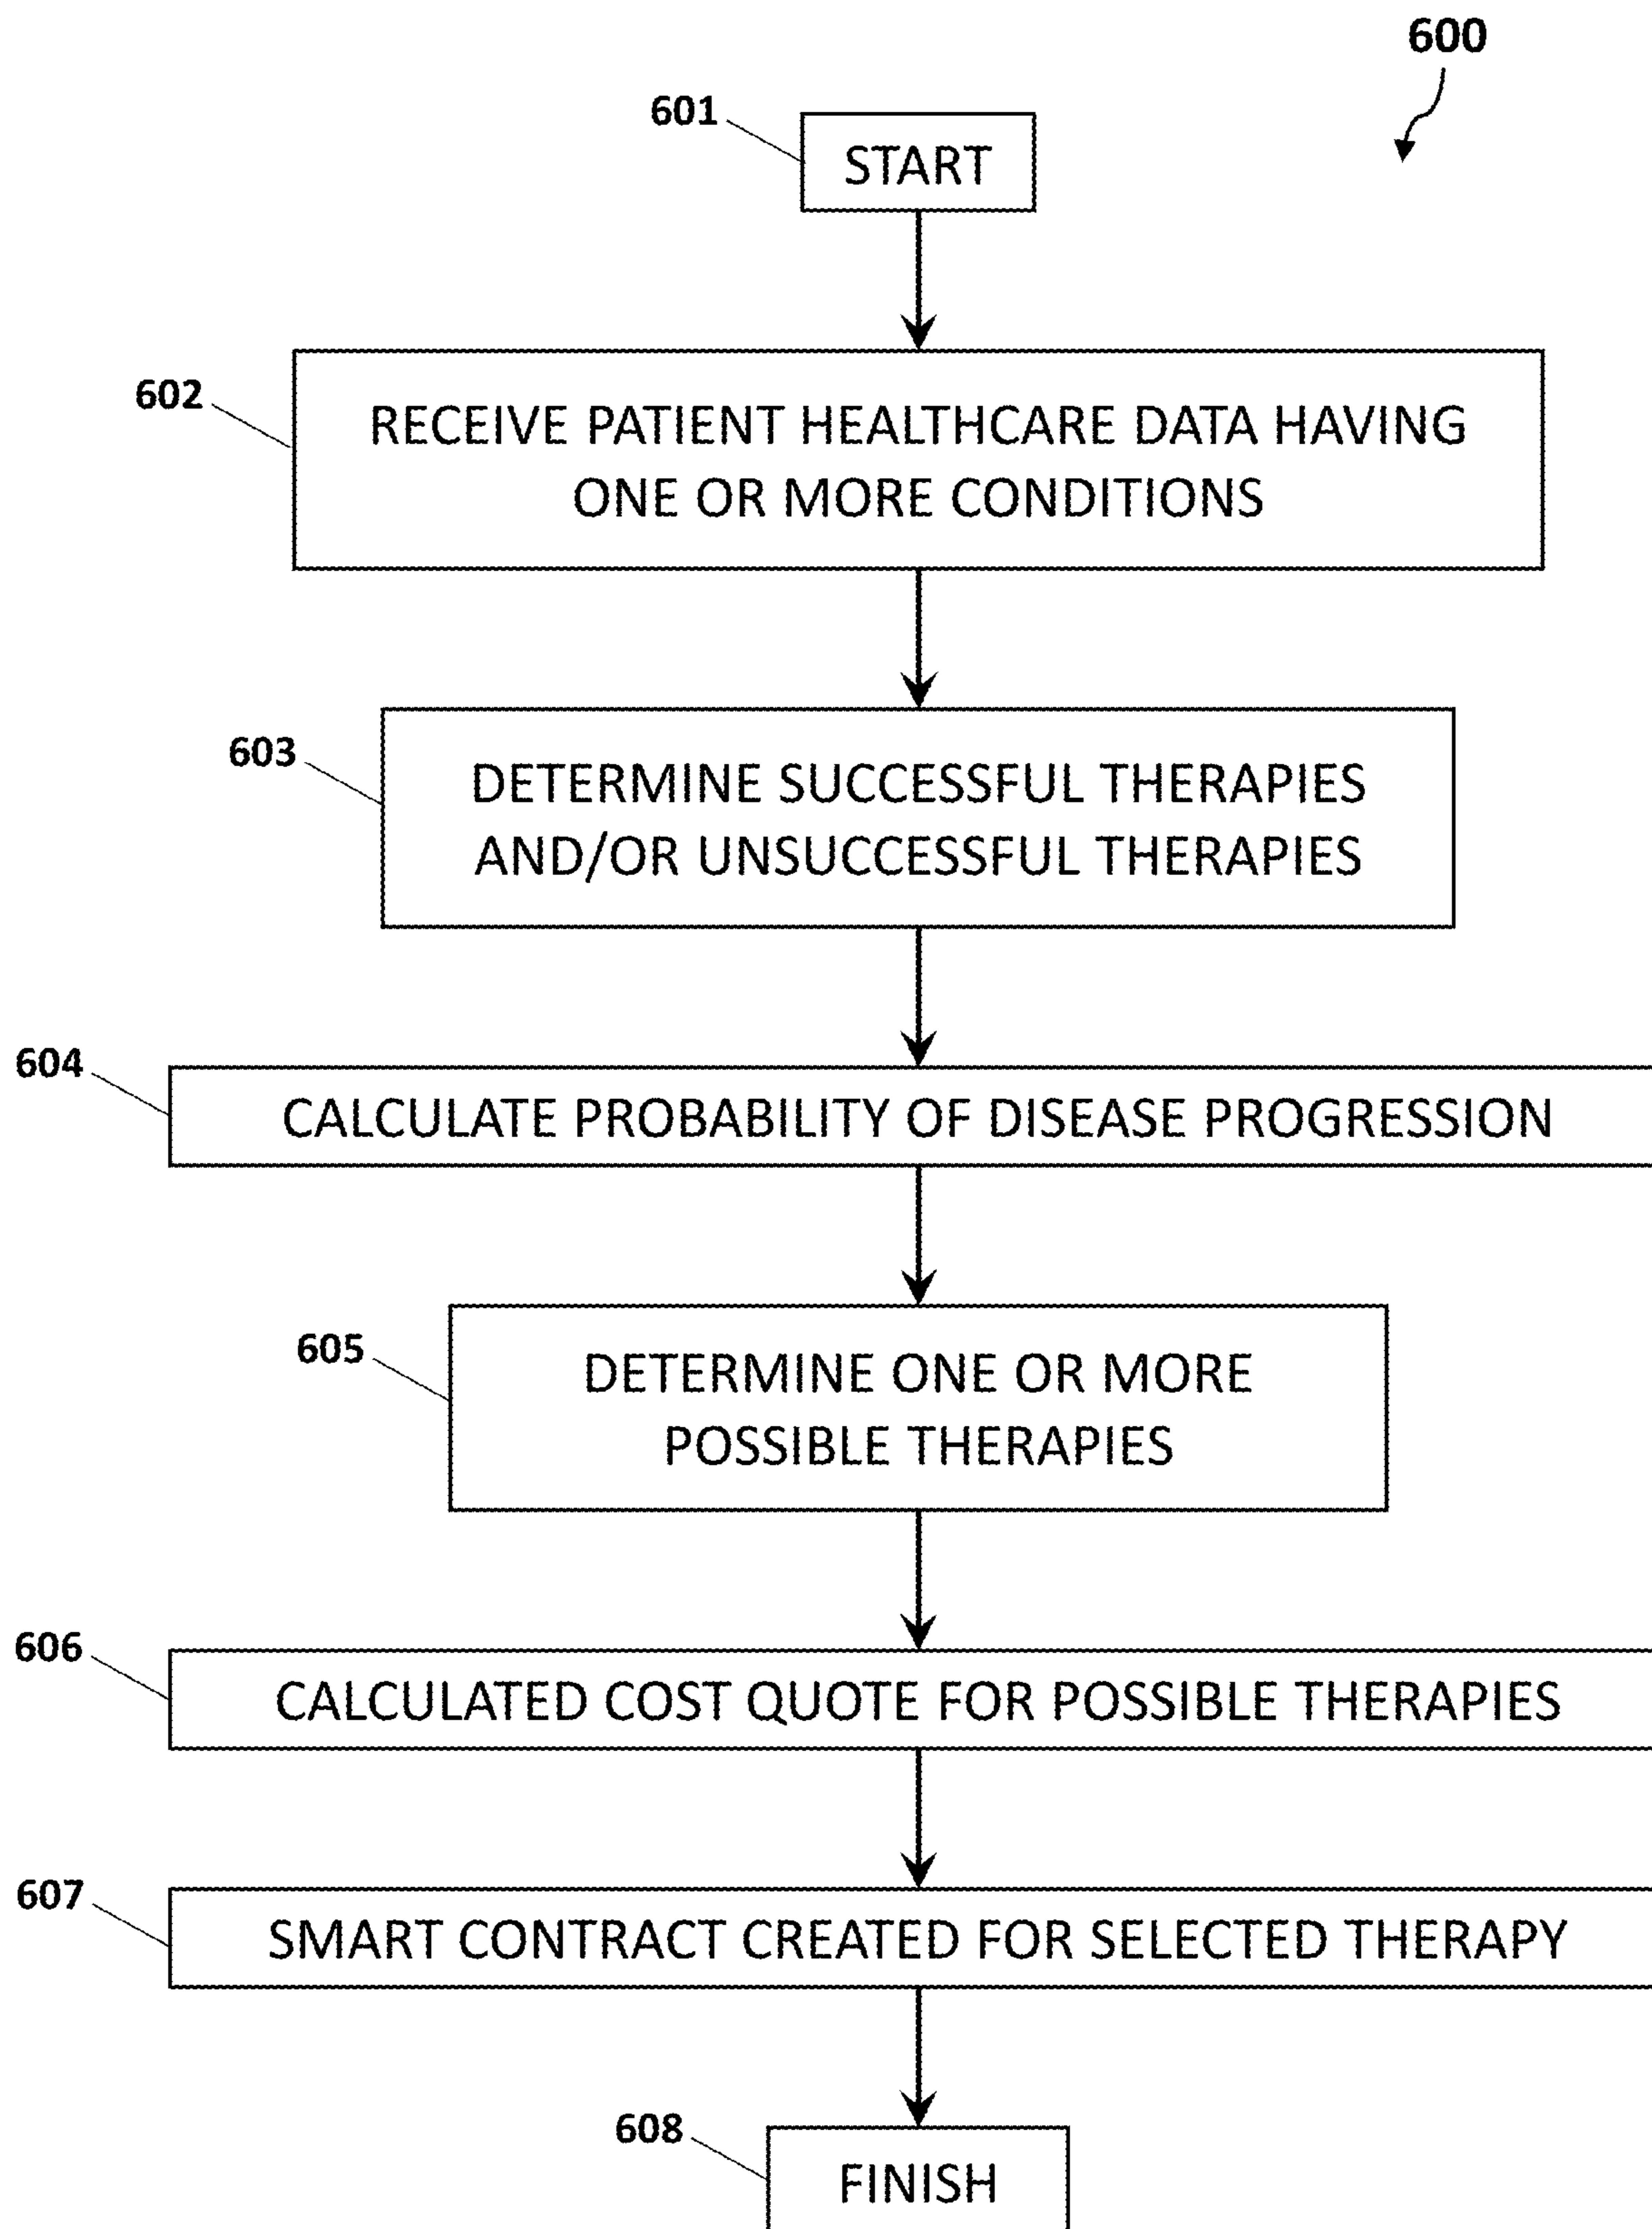 600
601
START
602
RECEIVE PATIENT HEALTHCARE DATA HAVING
ONE OR MORE CONDITIONS
603
DETERMINE SUCCESSFUL THERAPIES
AND/OR UNSUCCESSFUL THERAPIES
604
CALCULATE PROBABILITY OF DISEASE PROGRESSION
605
DETERMINE ONE OR MORE
POSSIBLE THERAPIES
606
CALCULATED COST QUOTE FOR POSSIBLE THERAPIES
607
SMART CONTRACT CREATED FOR SELECTED THERAPY
608
FINISH